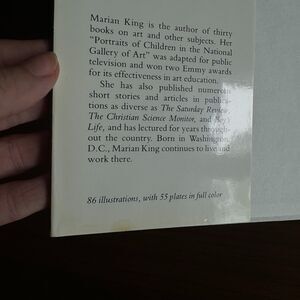 Marian King is the author of thirty
books on art and other subjects. Her
"Portraits of Children in the National
Gallery of Art" was adapted for public
television and won two Emmy awards
for its effectiveness in art education.
She has also published numerous
short stories and articles in publica-
tions as diverse as The Saturday Review,
The Christian Science Monitor, and Boy's
Life, and has lectured for years through-
out the country. Born in Washington,
D.C., Marian King continues to live and
work there.
86 illustrations, with 55 plates in full color